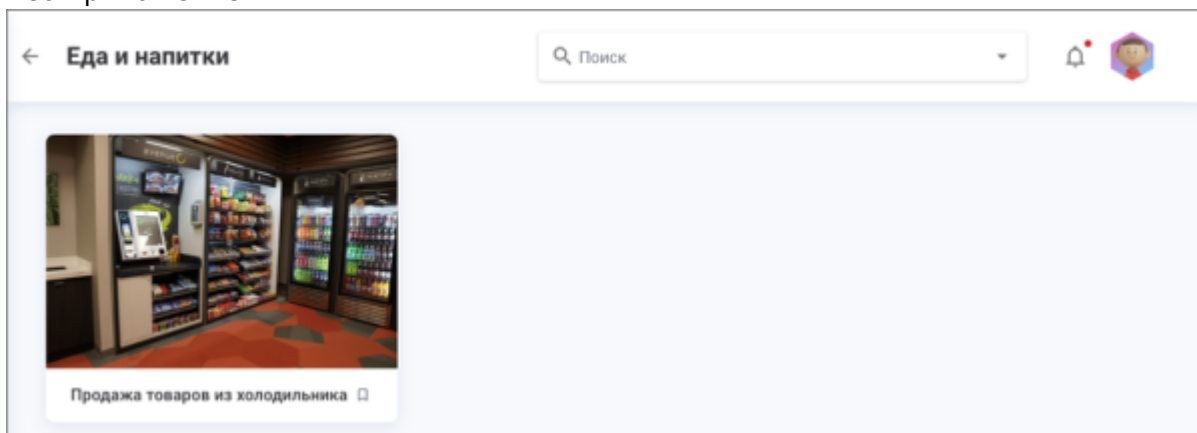 Еда и напитки
Поиск
Продажа товаров из холодильника